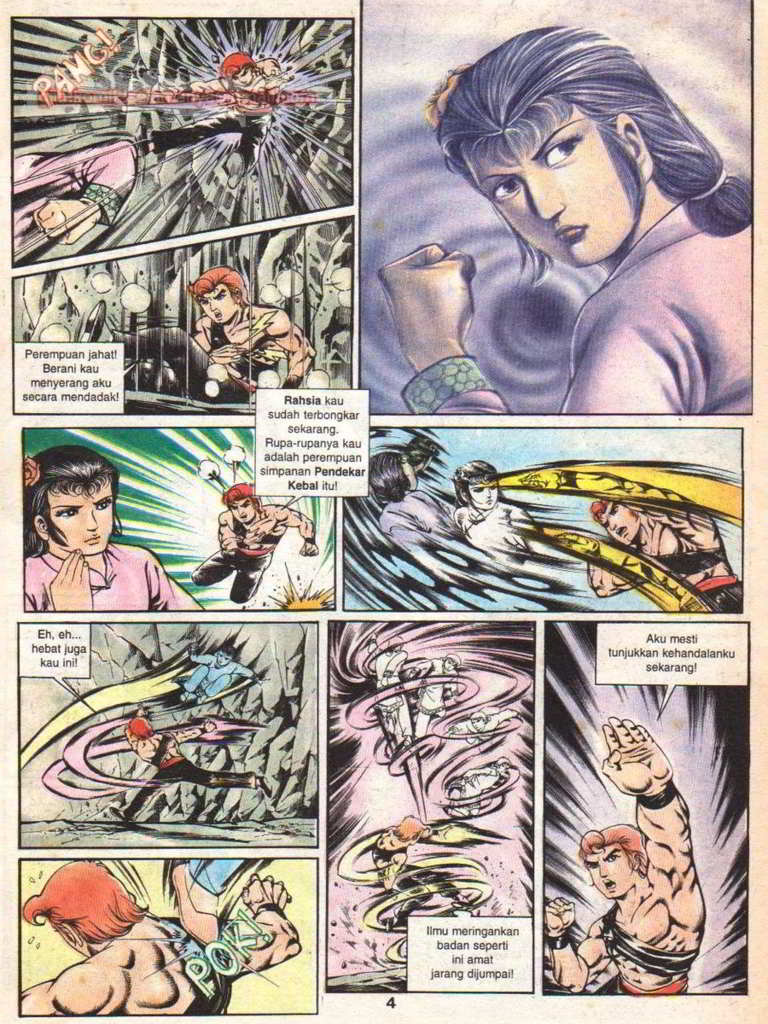 PANG!
Perempuan jahat!
Berani kau
menyerang aku
secara mendadak!
Rahsia kau
sudah terbongkar
sekarang.
Rupa-rupanya kau
adalah perempuan
simpanan Pendekar
Kebal itu!
Eh, eh...
hebat juga
kau ini!
POK!
Ilmu meringankan
badan seperti
ini amat
jarang dijumpai!
Aku mesti
tunjukkan kehandalanku
sekarang!
4